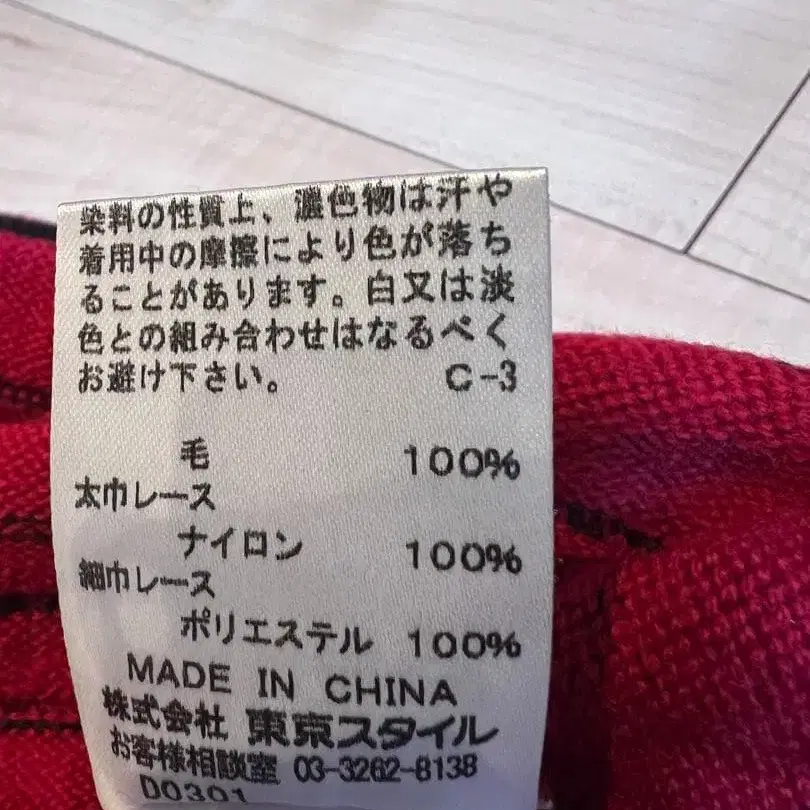 染料の性質上、濃色物は汗や
着用中の摩擦により色が落ち
ることがあります。白又は淡
色との組み合わせはなるべく
お避け下さい。 C-3
毛 100%
太巾レース
ナイロン 100%
細巾レース
ポリエステル 100%
MADE IN CHINA
株式会社 東京スタイル
お客様相談室 03-3262-8138
D0301